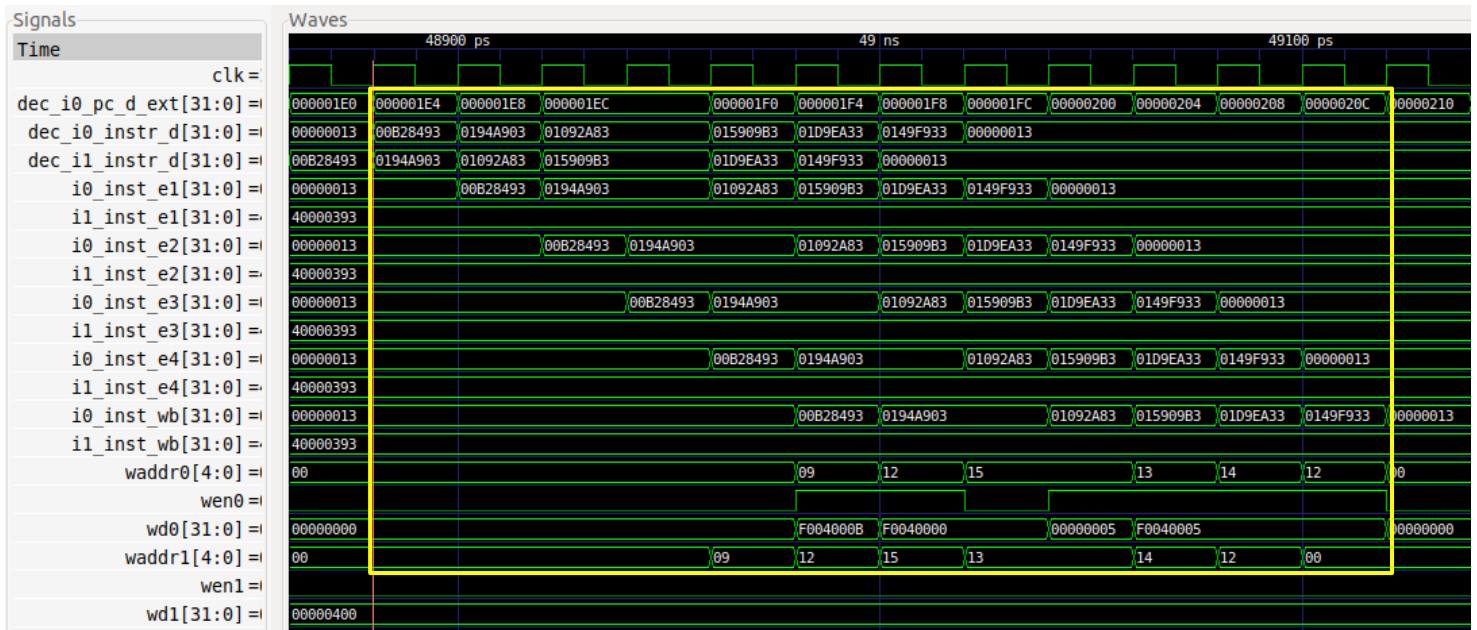 Signals Waves
Time 48900 ps 49 ns 49100 ps
clk =
dec_i0_pc_d_ext[31:0] = 000001E0 000001E4 000001E8 000001EC 000001F0 000001F4 000001F8 000001FC 00000200 00000204 00000208 0000020C 00000210
dec_i0_instr_d[31:0] = 00000013 00B28493 0194A903 01092A83 015909B3 01D9EA33 0149F933 00000013
dec_i1_instr_d[31:0] = 00B28493 0194A903 01092A83 015909B3 01D9EA33 0149F933 00000013
i0_inst_e1[31:0] = 00000013 00B28493 0194A903 01092A83 015909B3 01D9EA33 0149F933 00000013
i1_inst_e1[31:0] = 40000393
i0_inst_e2[31:0] = 00000013 00B28493 0194A903 01092A83 015909B3 01D9EA33 0149F933 00000013
i1_inst_e2[31:0] = 40000393
i0_inst_e3[31:0] = 00000013 00B28493 0194A903 01092A83 015909B3 01D9EA33 0149F933 00000013
i1_inst_e3[31:0] = 40000393
i0_inst_e4[31:0] = 00000013 00B28493 0194A903 01092A83 015909B3 01D9EA33 0149F933 00000013
i1_inst_e4[31:0] = 40000393
i0_inst_wb[31:0] = 00000013 00B28493 0194A903 01092A83 015909B3 01D9EA33 0149F933 00000013
i1_inst_wb[31:0] = 40000393
waddr0[4:0] = 00 09 12 15 13 14 12 00
wen0 =
wd0[31:0] = 00000000 F004000B F0040000 00000005 F0040005 00000000
waddr1[4:0] = 00 09 12 15 13 14 12 00
wen1 =
wd1[31:0] = 00000400